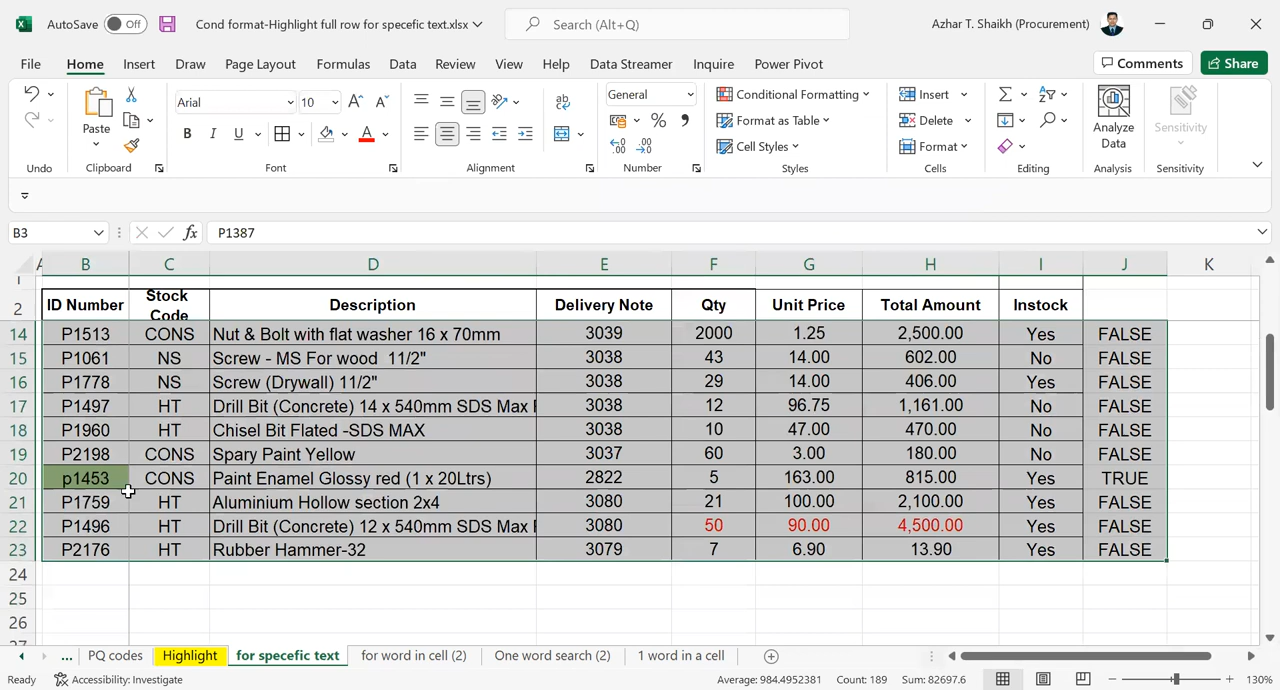 AutoSave Off Cond format-Highlight full row for specefic text.xlsx Search (Alt+Q) Azhar T. Shaikh (Procurement)
File Home Insert Draw Page Layout Formulas Data Review View Help Data Streamer Inquire Power Pivot Comments Share
Arial 10 General Conditional Formatting Insert
Paste B I U Format as Table Delete Analyze Data Sensitivity
Cell Styles Format
Undo Clipboard Font Alignment Number Styles Cells Editing Analysis Sensitivity
B3 fx P1387
A B C D E F G H I J K
2 ID Number Stock Code Description Delivery Note Qty Unit Price Total Amount Instock
14 P1513 CONS Nut & Bolt with flat washer 16 x 70mm 3039 2000 1.25 2,500.00 Yes FALSE
15 P1061 NS Screw - MS For wood 11/2" 3038 43 14.00 602.00 No FALSE
16 P1778 NS Screw (Drywall) 11/2" 3038 29 14.00 406.00 Yes FALSE
17 P1497 HT Drill Bit (Concrete) 14 x 540mm SDS Max 3038 12 96.75 1,161.00 No FALSE
18 P1960 HT Chisel Bit Flated -SDS MAX 3038 10 47.00 470.00 No FALSE
19 P2198 CONS Spary Paint Yellow 3037 60 3.00 180.00 No FALSE
20 p1453 CONS Paint Enamel Glossy red (1 x 20Ltrs) 2822 5 163.00 815.00 Yes TRUE
21 P1759 HT Aluminium Hollow section 2x4 3080 21 100.00 2,100.00 Yes FALSE
22 P1496 HT Drill Bit (Concrete) 12 x 540mm SDS Max 3080 50 90.00 4,500.00 Yes FALSE
23 P2176 HT Rubber Hammer-32 3079 7 6.90 13.90 Yes FALSE
24
25
26
... PQ codes Highlight for specefic text for word in cell (2) One word search (2) 1 word in a cell
Ready Accessibility: Investigate Average: 984.4952381 Count: 189 Sum: 82697.6 130%